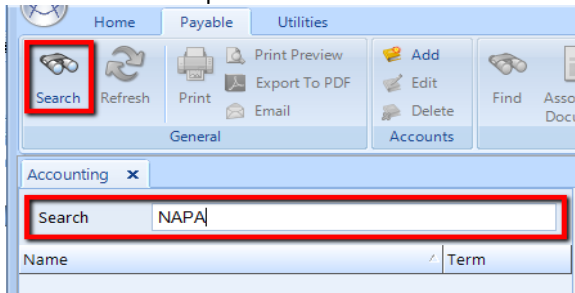 Home Payable Utilities
Print Preview Add
Export To PDF Edit
Search Refresh Print Find
Email Delete
General Accounts
Accounting
Search NAPA
Name Term